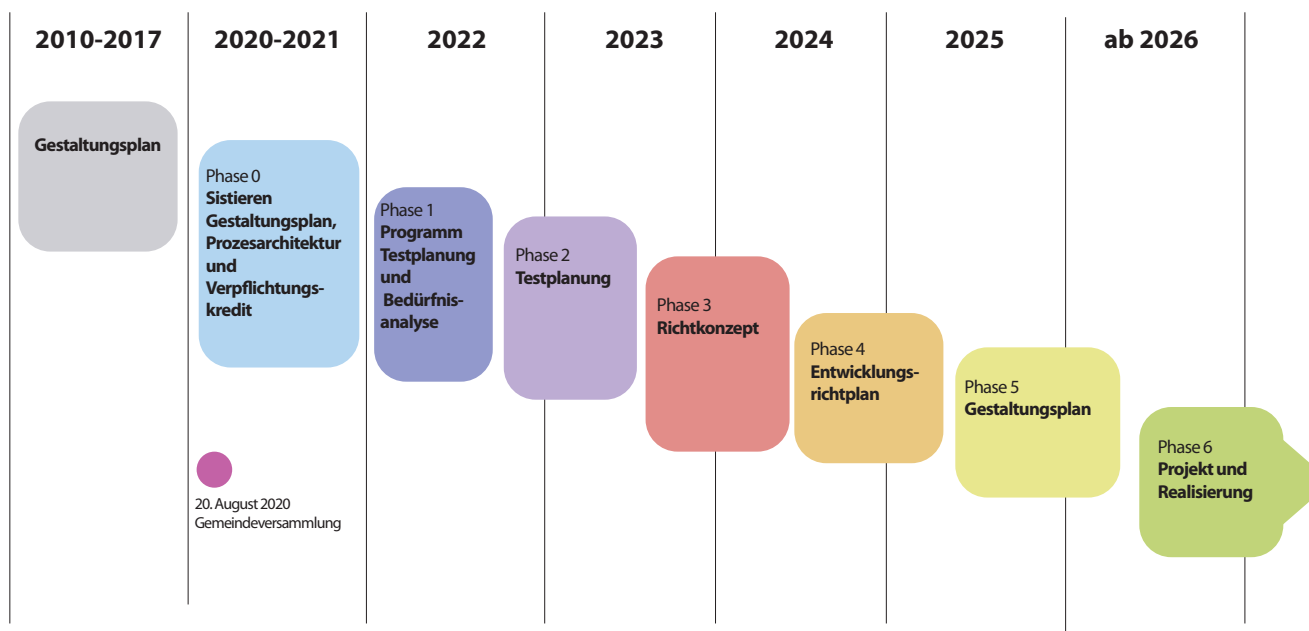 2010-2017
2020-2021
2022
2023
2024
2025
ab 2026
Gestaltungsplan
Phase 0
Sistieren
Gestaltungsplan,
Prozesarchitektur
und
Verpflichtungs-
kredit
Phase 1
Programm
Testplanung
und
Bedürfnis-
analyse
Phase 2
Testplanung
Phase 3
Richtkonzept
Phase 4
Entwicklungs-
richtplan
Phase 5
Gestaltungsplan
Phase 6
Projekt und
Realisierung
20. August 2020
Gemeindeversammlung